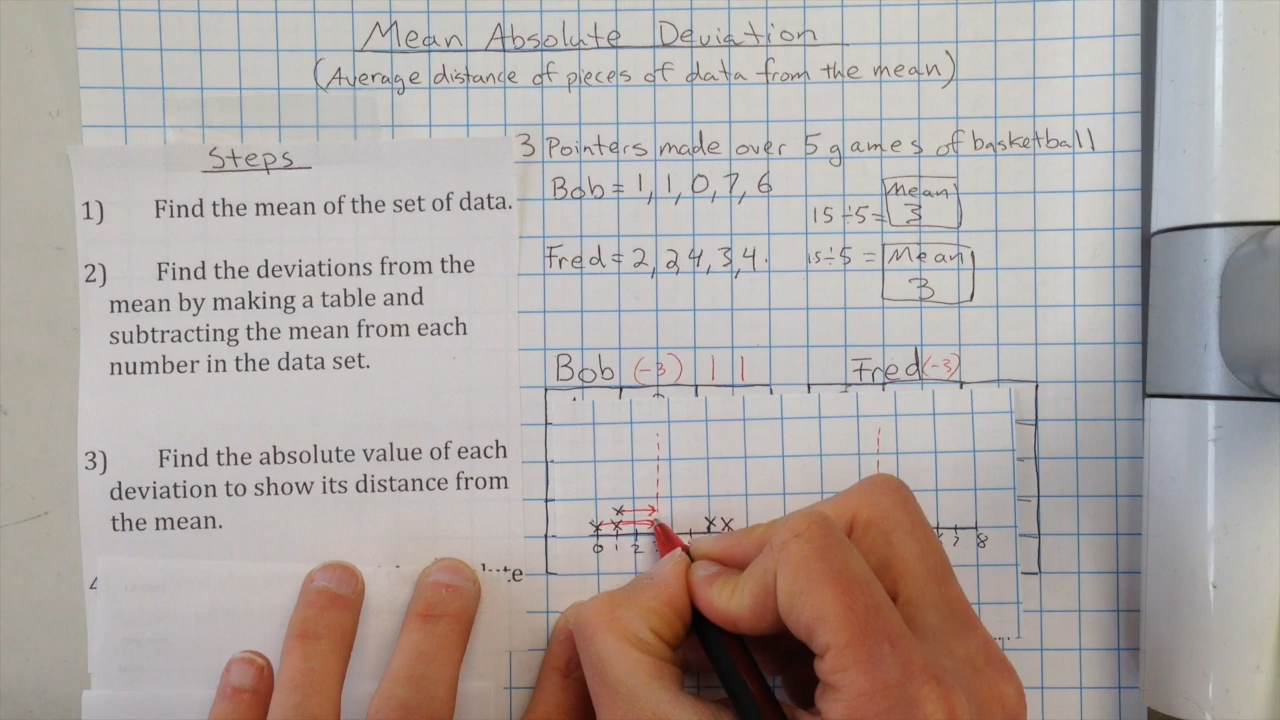 Mean Absolute Deviation
(Average distance of pieces of data from the mean)
Steps
1) Find the mean of the set of data.
2) Find the deviations from the
mean by making a table and
subtracting the mean from each
number in the data set.
3) Find the absolute value of each
deviation to show its distance from
the mean.
3 Pointers made over 5 games of basketball
Bob = 1, 1, 0, 7, 6
15 ÷ 5 = Mean
3
Fred = 2, 2, 4, 3, 4.
15 ÷ 5 = Mean
3
Bob (-3) | |
Fred (-3)
x
x x x x
0 1 2
7 8